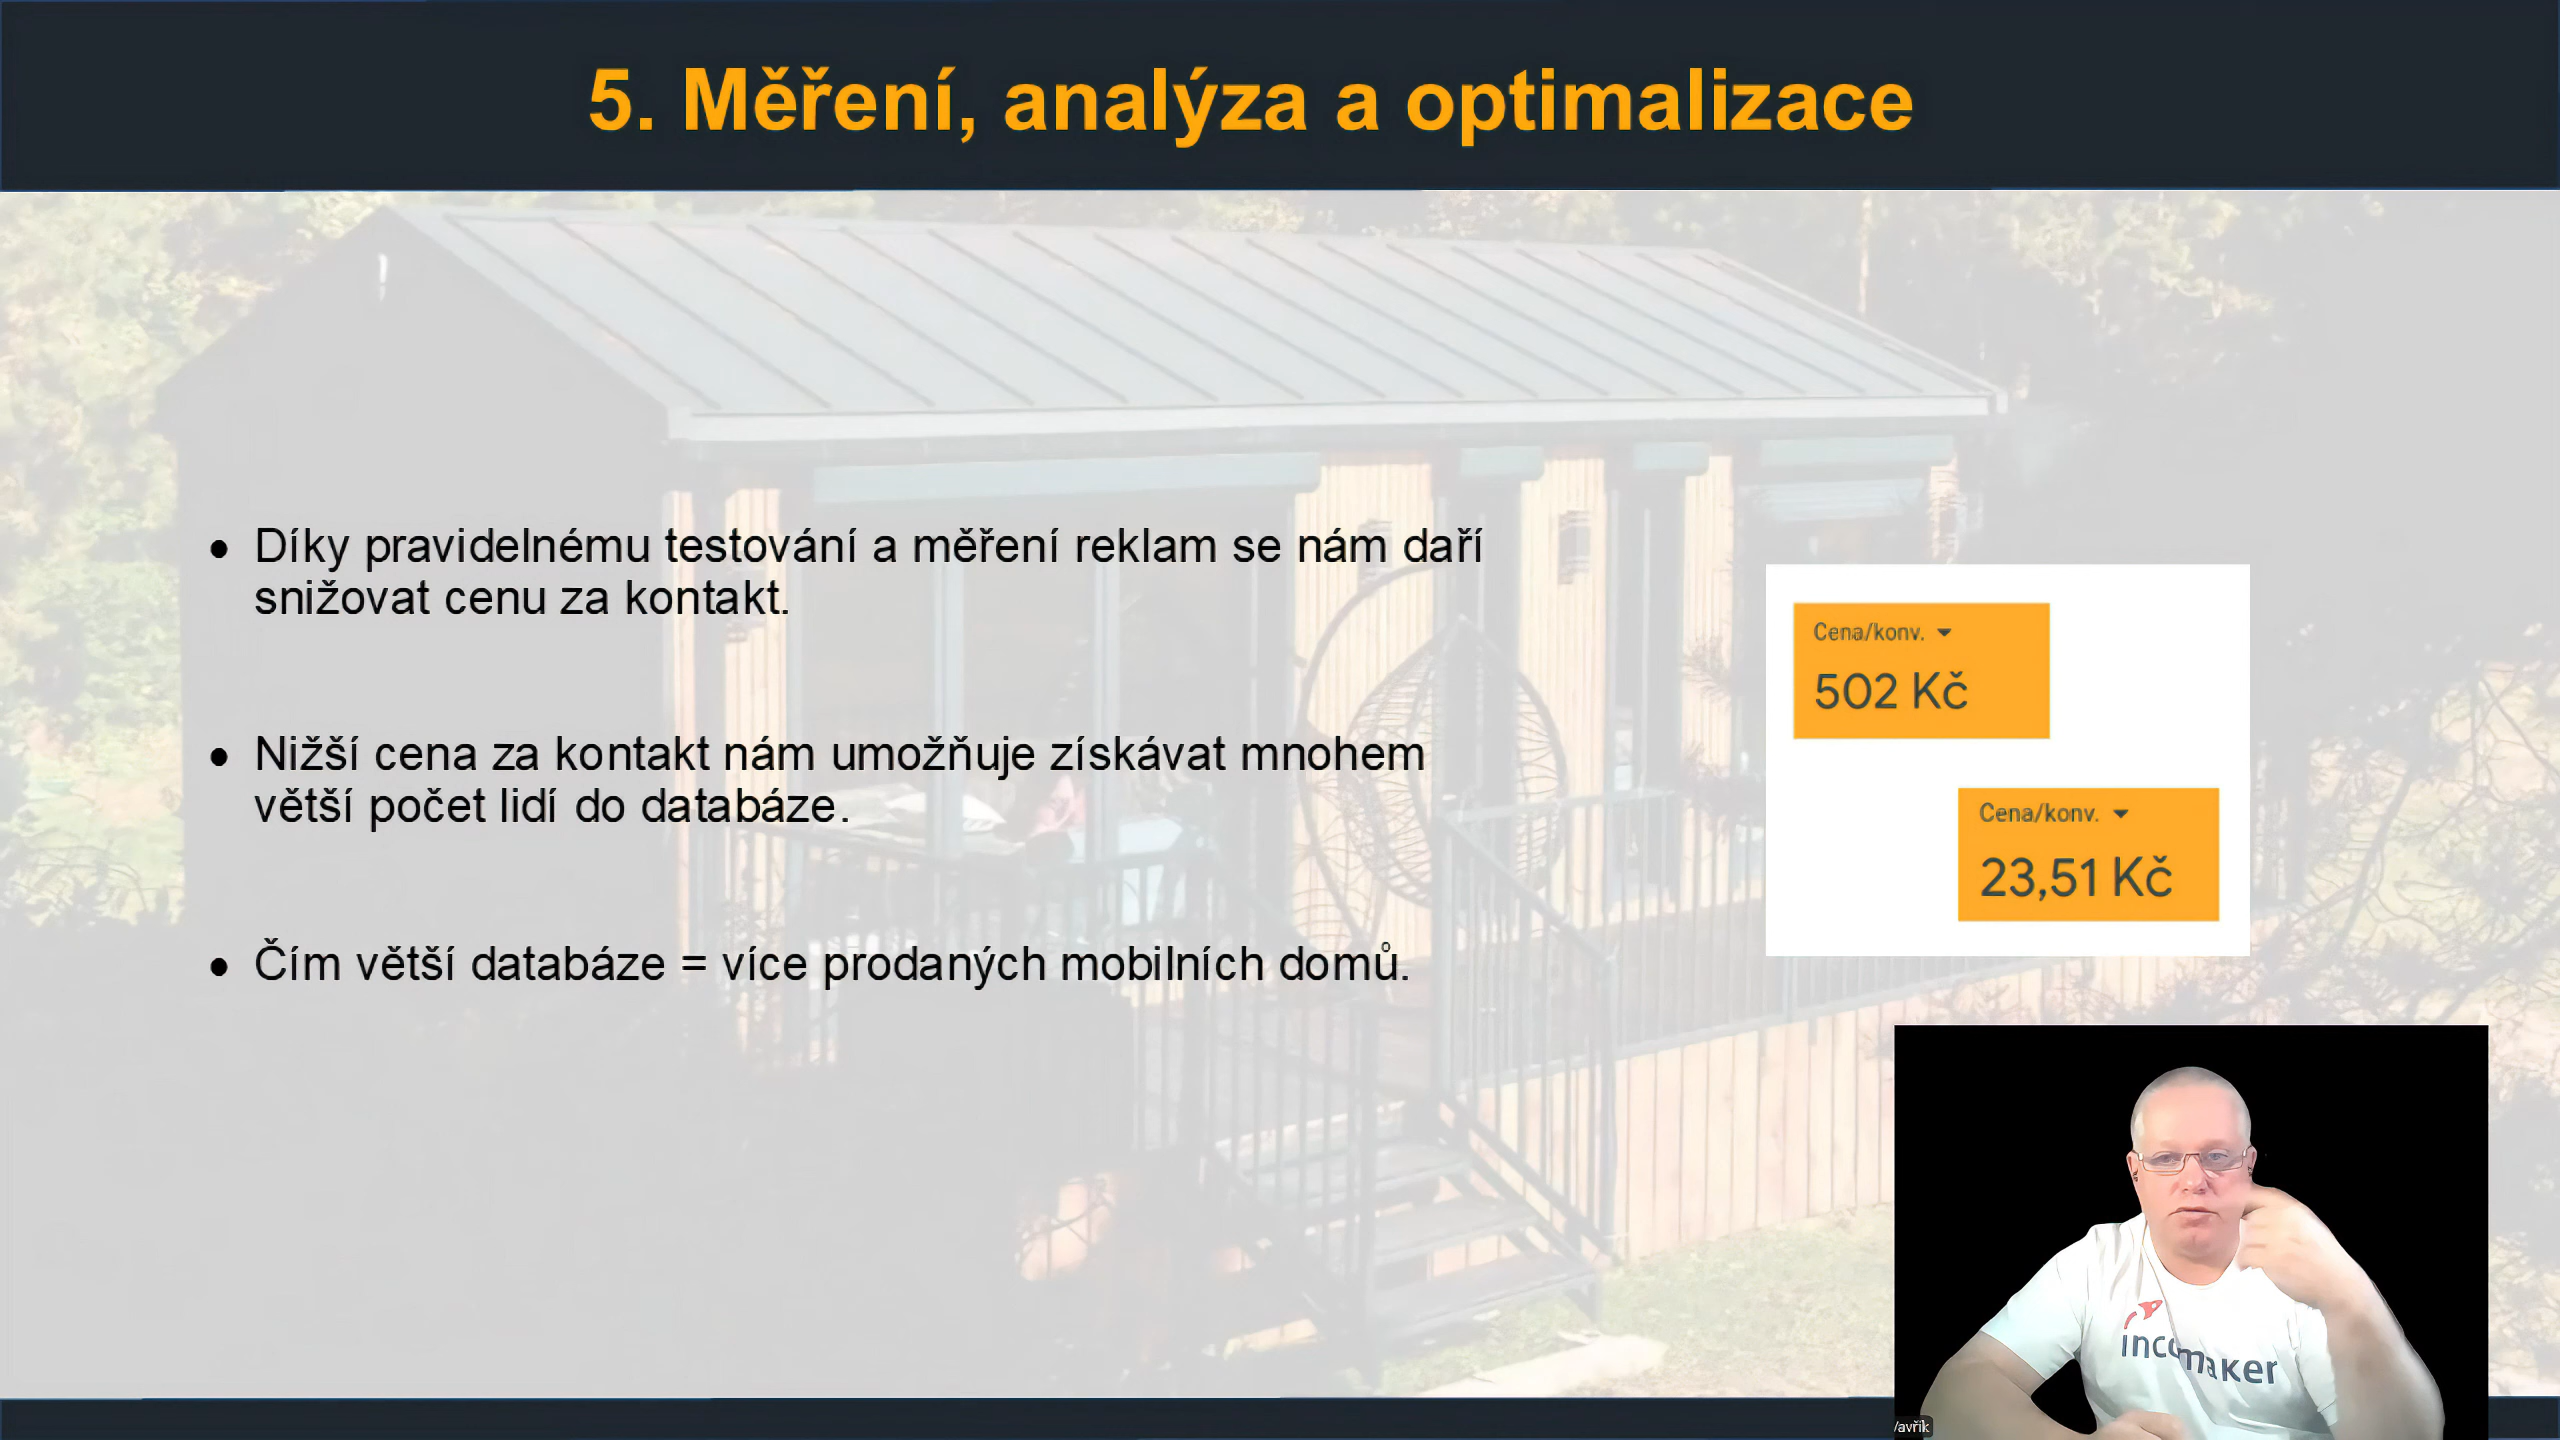 5. Měření, analýza a optimalizace
• Díky pravidelnému testování a měření reklam se nám daří
snižovat cenu za kontakt.
• Nižší cena za kontakt nám umožňuje získávat mnohem
větší počet lidí do databáze.
• Čím větší databáze = více prodaných mobilních domů.
Cena/konv.
502 Kč
Cena/konv.
23,51 Kč
incomaker